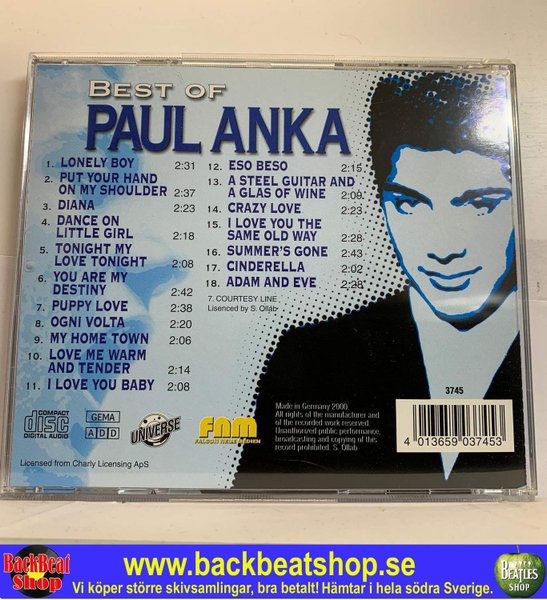 BEST OF
PAUL ANKA
1. LONELY BOY 2:31
2. PUT YOUR HAND
ON MY SHOULDER 2:37
3. DIANA 2:23
4. DANCE ON
LITTLE GIRL 2:18
5. TONIGHT MY
LOVE TONIGHT 2:08
6. YOU ARE MY
DESTINY 2:42
7. PUPPY LOVE 2:38
8. OGNI VOLTA 2:20
9. MY HOME TOWN 2:06
10. LOVE ME WARM
AND TENDER 2:14
11. I LOVE YOU BABY 2:08
12. ESO BESO 2:15
13. A STEEL GUITAR AND
A GLAS OF WINE 2:09
14. CRAZY LOVE 2:23
15. I LOVE YOU THE
SAME OLD WAY 2:28
16. SUMMER'S GONE 2:43
17. CINDERELLA 2:02
18. ADAM AND EVE 2:28
7. COURTESY LINE
Lisenced by S. Ollab
COMPACT
disc
DIGITAL AUDIO
GEMA
ADD
UNIVERSE
FNM
FALCON NEUE MEDIEN
Made in Germany 2000.
All rights of the manufacturer and
of the recorded work reserved.
Unauthorized public performance,
broadcasting and copying of this
record prohibited. S. Ollab
3745
4 013659 037453
Licensed from Charly Licensing ApS
BackBeat
Shop
www.backbeatshop.se
Vi köper större skivsamlingar, bra betalt! Hämtar i hela södra Sverige.
THE
BEATLES
SHOP